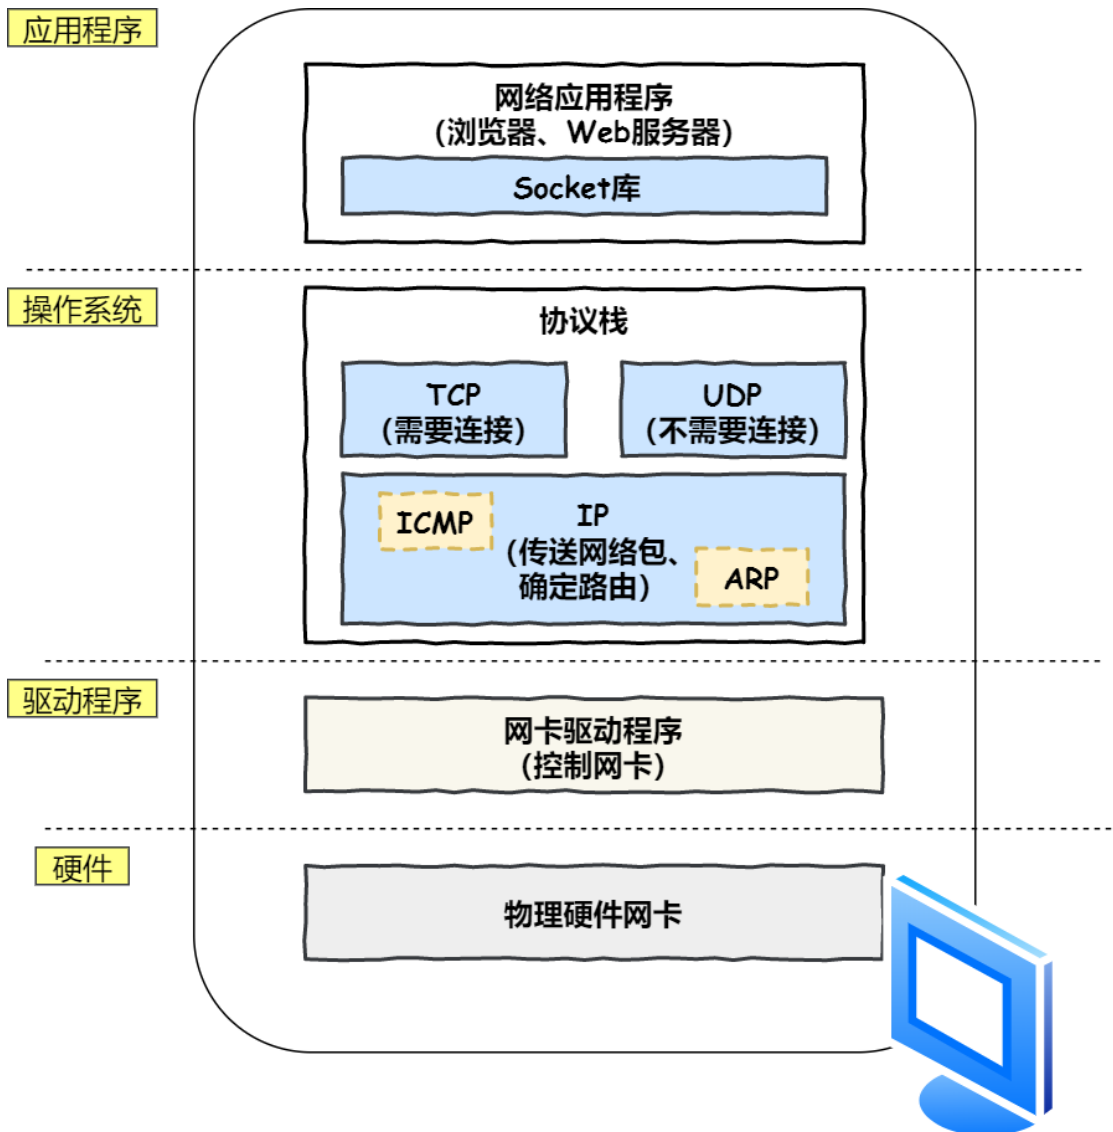 应用程序
网络应用程序
(浏览器、Web服务器)
Socket库
操作系统
协议栈
TCP
(需要连接)
UDP
(不需要连接)
ICMP
IP
(传送网络包、
确定路由)
ARP
驱动程序
网卡驱动程序
(控制网卡)
硬件
物理硬件网卡